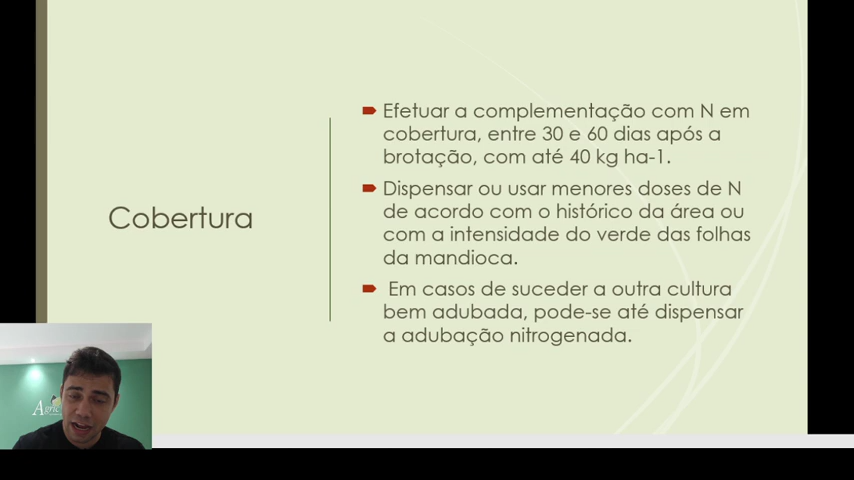 Efetuar a complementação com N em
cobertura, entre 30 e 60 dias após a
brotação, com até 40 kg ha-1.
Dispensar ou usar menores doses de N
de acordo com o histórico da área ou
com a intensidade do verde das folhas
da mandioca.
Em casos de suceder a outra cultura
bem adubada, pode-se até dispensar
a adubação nitrogenada.
Cobertura